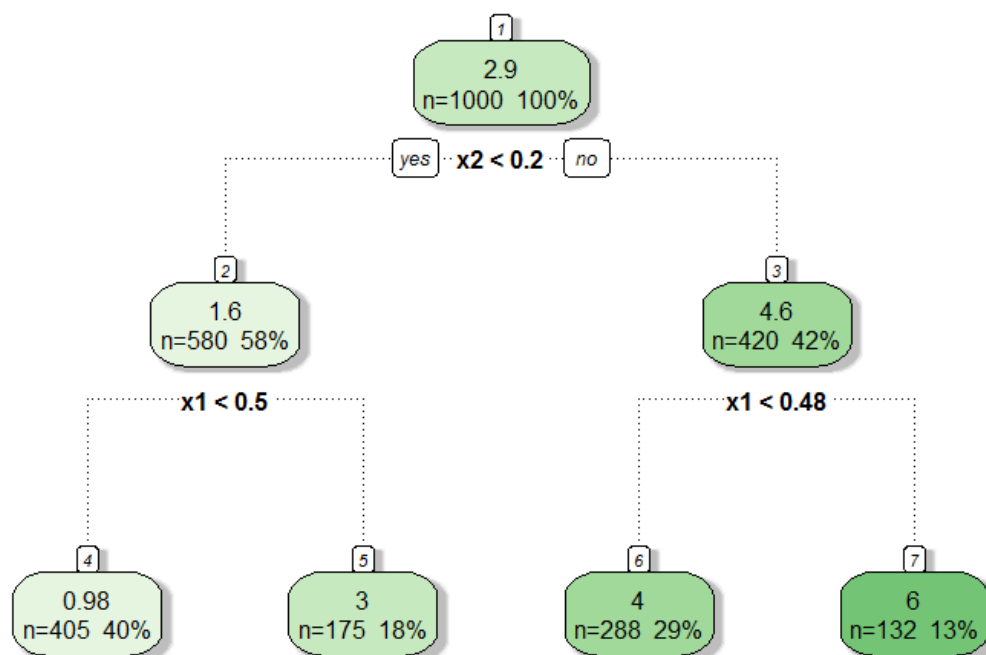 1
2.9
n=1000 100%
yes x2 < 0.2 no
2
1.6
n=580 58%
3
4.6
n=420 42%
x1 < 0.5
x1 < 0.48
4
0.98
n=405 40%
5
3
n=175 18%
6
4
n=288 29%
7
6
n=132 13%